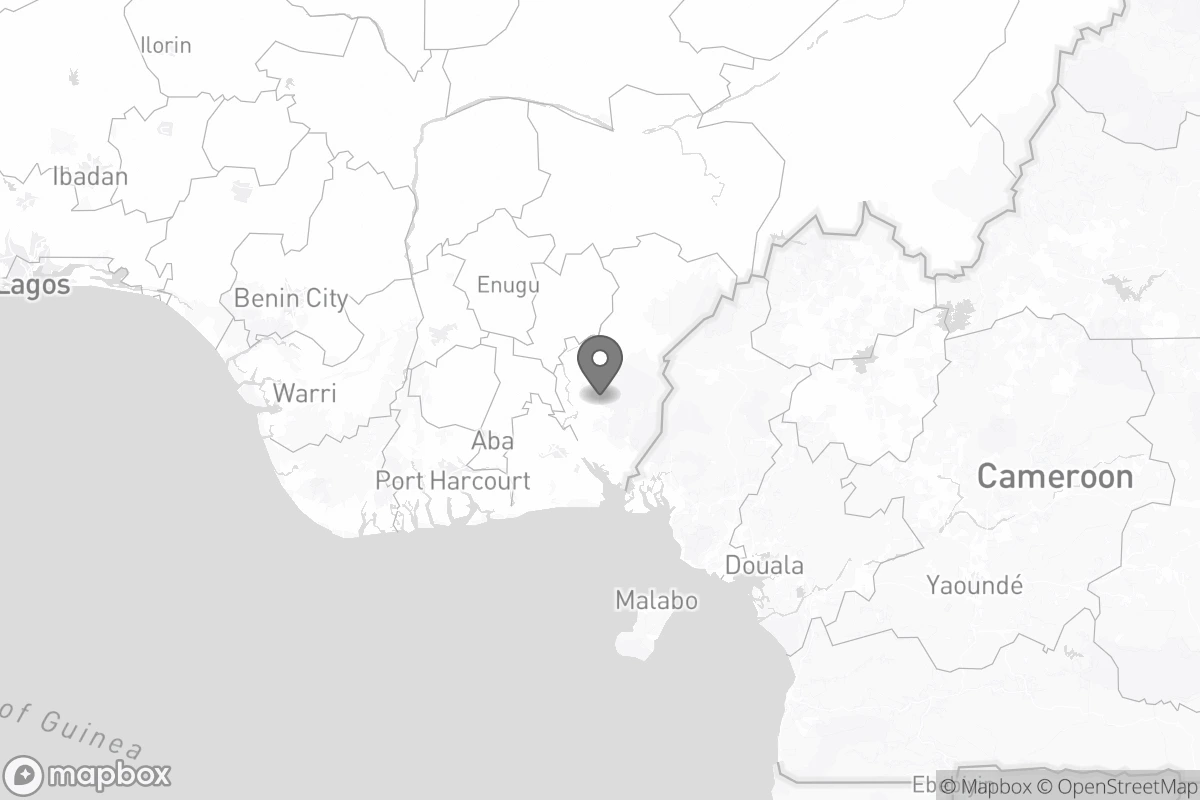 Ilorin
Ibadan
Enugu
Lagos
Benin City
Warri
Aba
Port Harcourt
Cameroon
Douala
Yaoundé
Malabo
of Guinea
mapbox
© Mapbox © OpenStreetMap